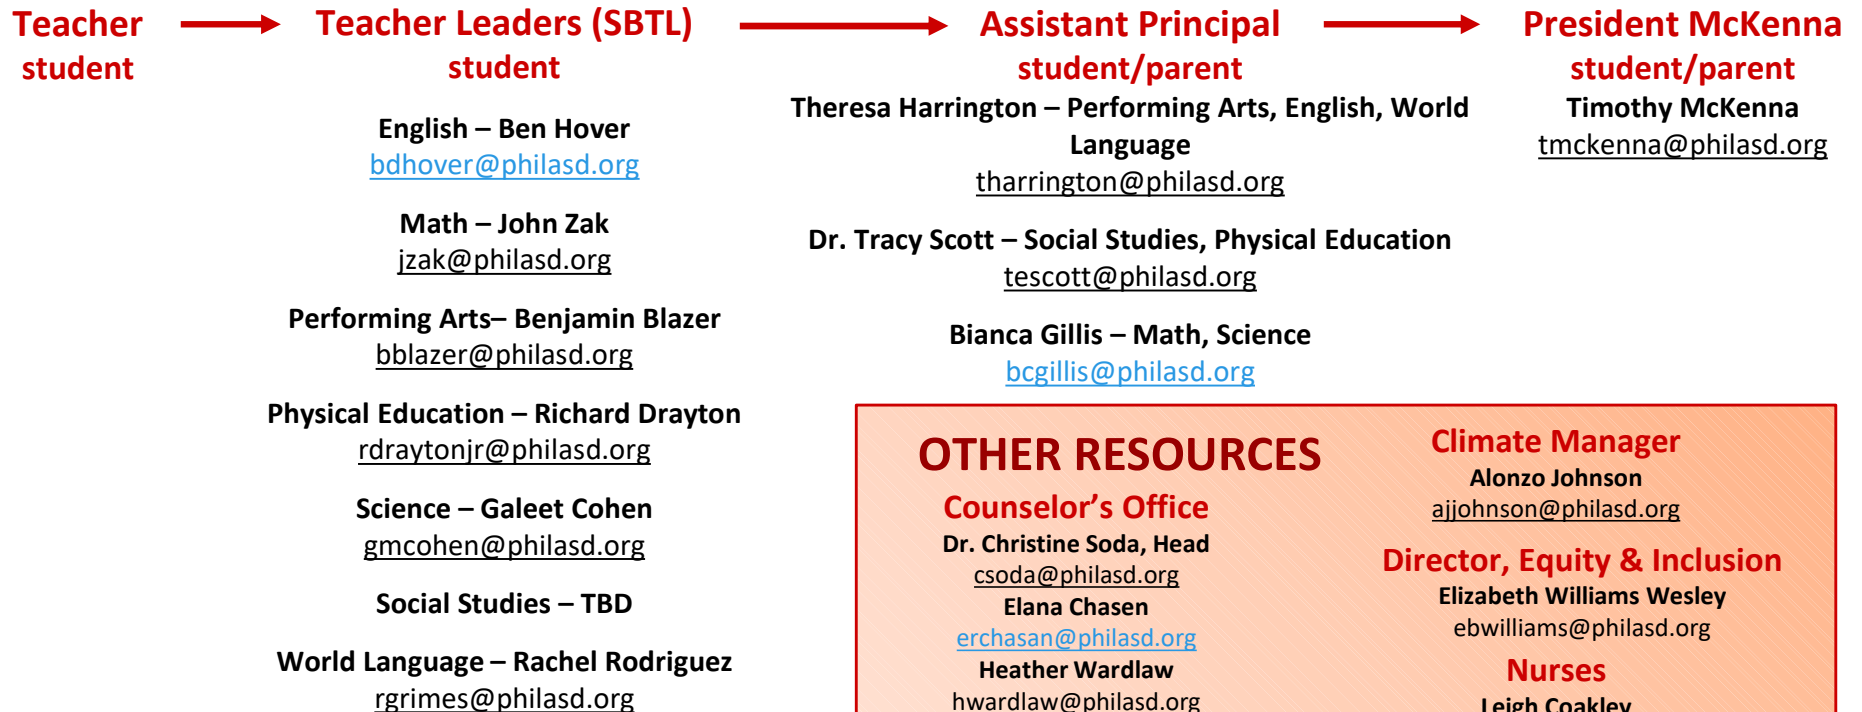 Teacher
student
Teacher Leaders (SBTL)
student
English – Ben Hover
bdhover@philasd.org
Math – John Zak
jzak@philasd.org
Performing Arts– Benjamin Blazer
bblazer@philasd.org
Physical Education – Richard Drayton
rdraytonjr@philasd.org
Science – Galeet Cohen
gmcohen@philasd.org
Social Studies – TBD
World Language – Rachel Rodriguez
rgrimes@philasd.org
Assistant Principal
student/parent
Theresa Harrington – Performing Arts, English, World
Language
tharrington@philasd.org
Dr. Tracy Scott – Social Studies, Physical Education
tescott@philasd.org
Bianca Gillis – Math, Science
bcgillis@philasd.org
President McKenna
student/parent
Timothy McKenna
tmckenna@philasd.org
OTHER RESOURCES
Counselor’s Office
Dr. Christine Soda, Head
csoda@philasd.org
Elana Chasen
erchasan@philasd.org
Heather Wardlaw
hwardlaw@philasd.org
Climate Manager
Alonzo Johnson
ajjohnson@philasd.org
Director, Equity & Inclusion
Elizabeth Williams Wesley
ebwilliams@philasd.org
Nurses
Leigh Coakley